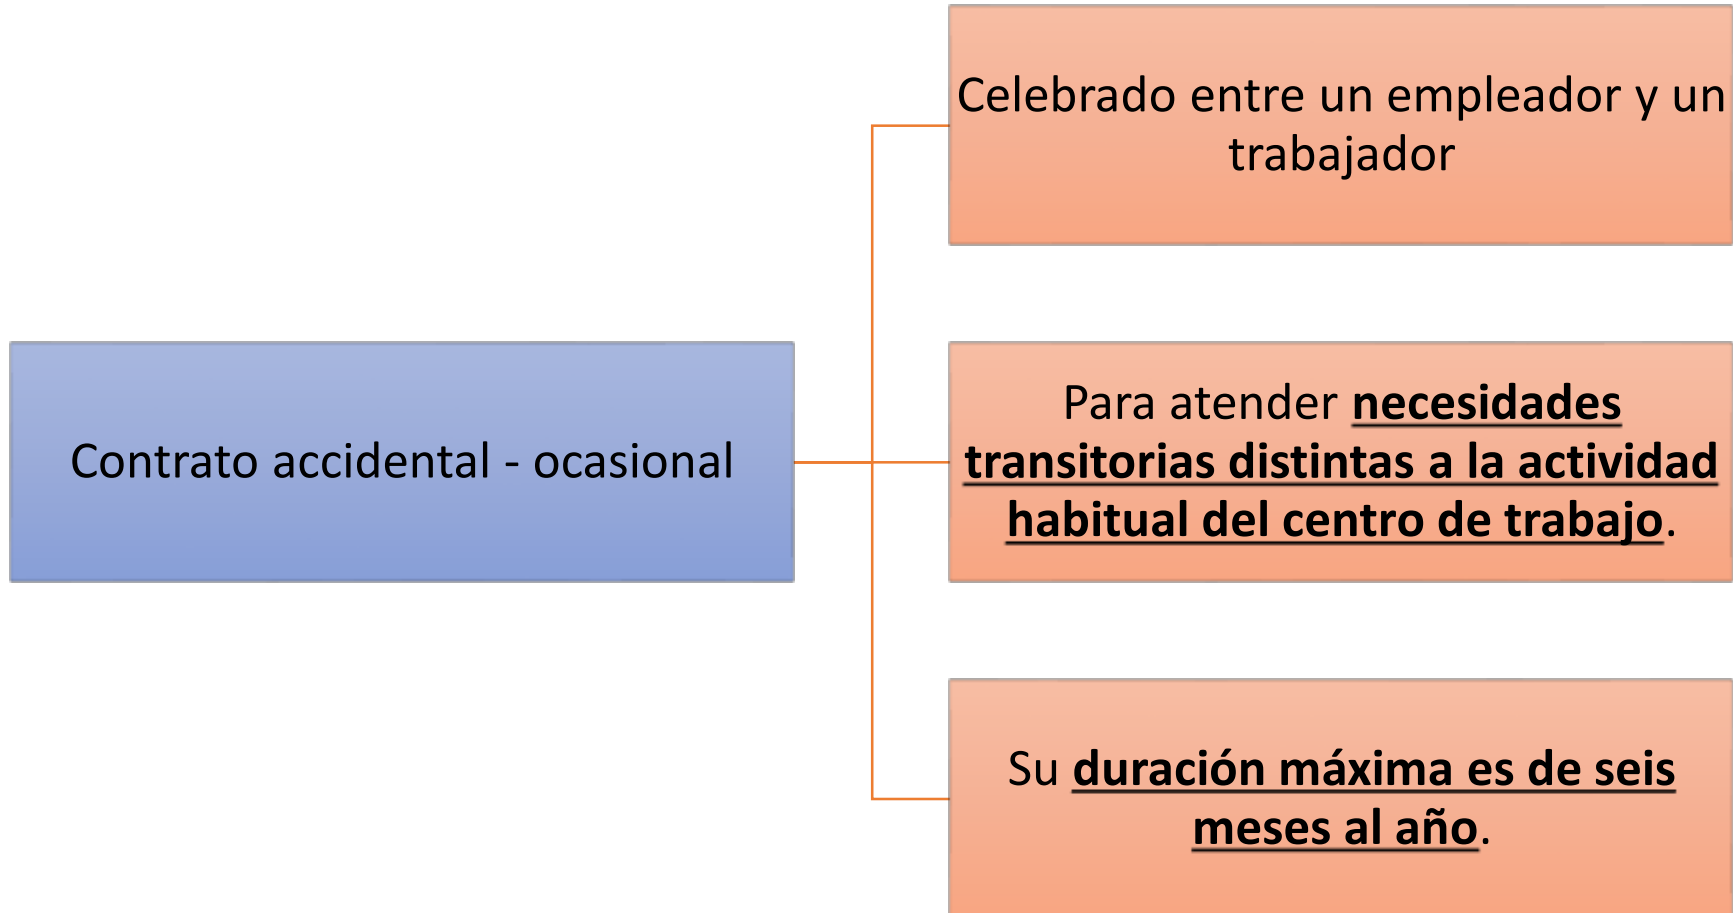 Celebrado entre un empleador y un
trabajador
Contrato accidental - ocasional
Para atender necesidades
transitorias distintas a la actividad
habitual del centro de trabajo.
Su duración máxima es de seis
meses al año.